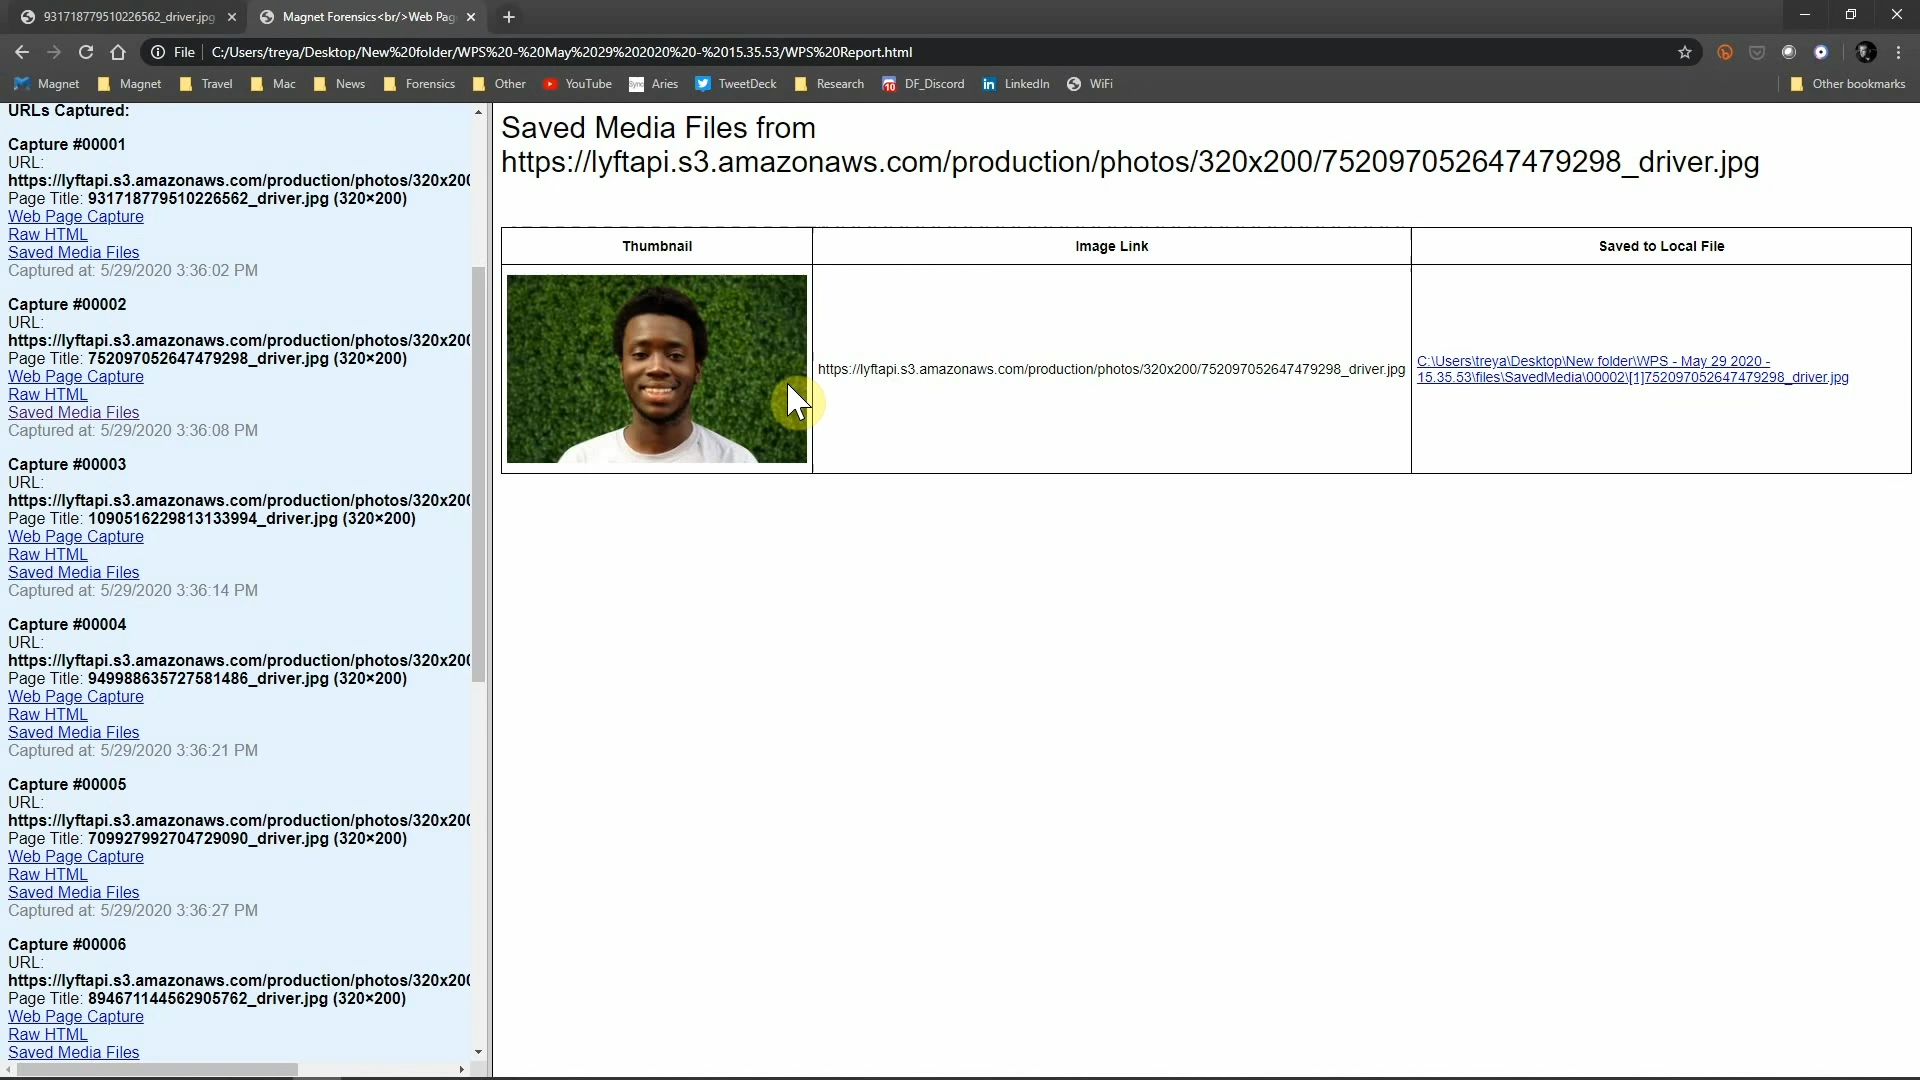 931718779510226562_driver.jpg
Magnet Forensics<br/>Web Pag
File
C:/Users/treya/Desktop/New%20folder/WPS%20-%20May%2029%202020%20-%2015.35.53/WPS%20Report.html
Magnet Magnet Travel Mac News Forensics Other YouTube Aries TweetDeck Research DF_Discord LinkedIn WiFi Other bookmarks
URLs Captured:
Capture #00001
URL:
https://lyftapi.s3.amazonaws.com/production/photos/320x200
Page Title: 931718779510226562_driver.jpg (320×200)
Web Page Capture
Raw HTML
Saved Media Files
Captured at: 5/29/2020 3:36:02 PM
Capture #00002
URL:
https://lyftapi.s3.amazonaws.com/production/photos/320x200
Page Title: 752097052647479298_driver.jpg (320×200)
Web Page Capture
Raw HTML
Saved Media Files
Captured at: 5/29/2020 3:36:08 PM
Capture #00003
URL:
https://lyftapi.s3.amazonaws.com/production/photos/320x200
Page Title: 1090516229813133994_driver.jpg (320×200)
Web Page Capture
Raw HTML
Saved Media Files
Captured at: 5/29/2020 3:36:14 PM
Capture #00004
URL:
https://lyftapi.s3.amazonaws.com/production/photos/320x200
Page Title: 949988635727581486_driver.jpg (320×200)
Web Page Capture
Raw HTML
Saved Media Files
Captured at: 5/29/2020 3:36:21 PM
Capture #00005
URL:
https://lyftapi.s3.amazonaws.com/production/photos/320x200
Page Title: 709927992704729090_driver.jpg (320×200)
Web Page Capture
Raw HTML
Saved Media Files
Captured at: 5/29/2020 3:36:27 PM
Capture #00006
URL:
https://lyftapi.s3.amazonaws.com/production/photos/320x200
Page Title: 894671144562905762_driver.jpg (320×200)
Web Page Capture
Raw HTML
Saved Media Files
Saved Media Files from
https://lyftapi.s3.amazonaws.com/production/photos/320x200/752097052647479298_driver.jpg
Thumbnail Image Link Saved to Local File
https://lyftapi.s3.amazonaws.com/production/photos/320x200/752097052647479298_driver.jpg
C:\Users\treya\Desktop\New folder\WPS - May 29 2020 -
15.35.53\files\SavedMedia\00002\[1]752097052647479298_driver.jpg